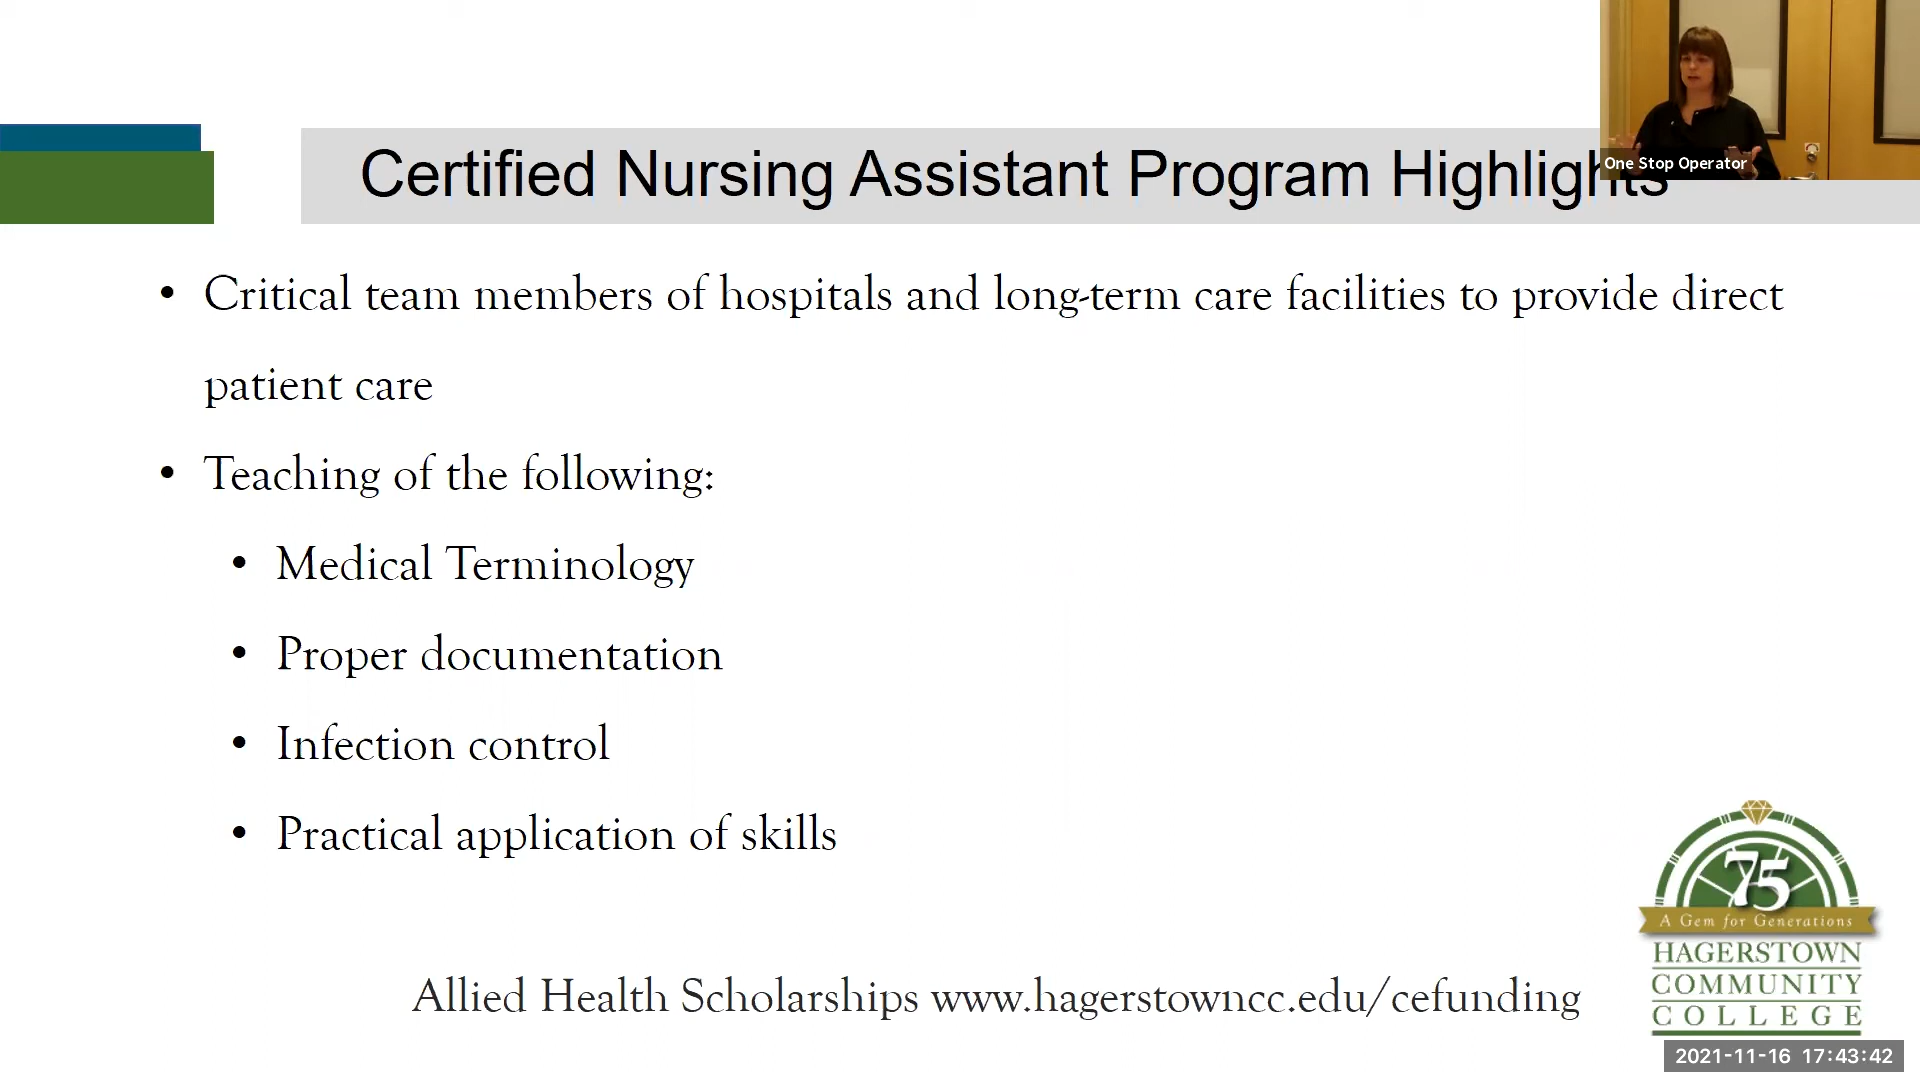 Certified Nursing Assistant Program Highlights
One Stop Operator
• Critical team members of hospitals and long-term care facilities to provide direct
patient care
• Teaching of the following:
• Medical Terminology
• Proper documentation
• Infection control
• Practical application of skills
75
A Gem for Generations
HAGERSTOWN
COMMUNITY
COLLEGE
Allied Health Scholarships www.hagerstowncc.edu/cefunding
2021-11-16 17:43:42